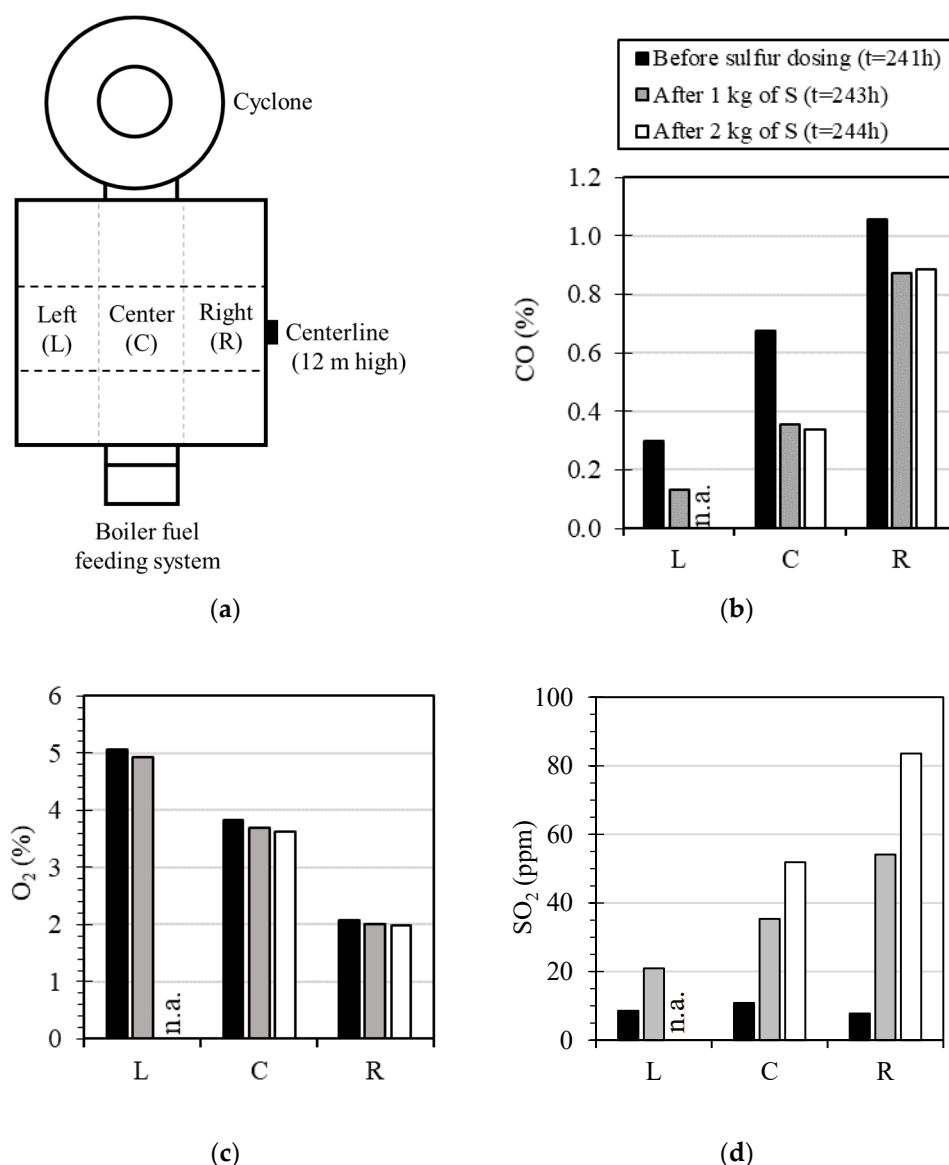 Cyclone
Left
(L)
Center
(C)
Right
(R)
Centerline
(12 m high)
Boiler fuel
feeding system
(a)
Before sulfur dosing (t=241h)
After 1 kg of S (t=243h)
After 2 kg of S (t=244h)
CO (%)
1.2
1.0
0.8
0.6
0.4
0.2
0.0
n.a.
L C R
(b)
O₂ (%)
6
5
4
3
2
1
0
n.a.
L C R
(c)
SO₂ (ppm)
100
80
60
40
20
0
n.a.
L C R
(d)